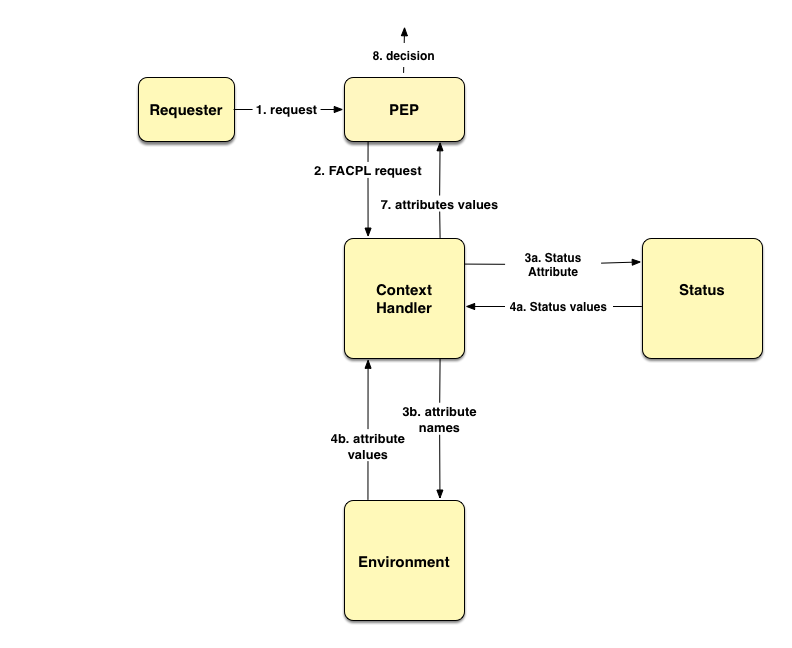 8. decision
Requester
1. request
PEP
2. FACPL request
7. attributes values
Context
Handler
3a. Status
Attribute
4a. Status values
Status
3b. attribute
names
4b. attribute
values
Environment